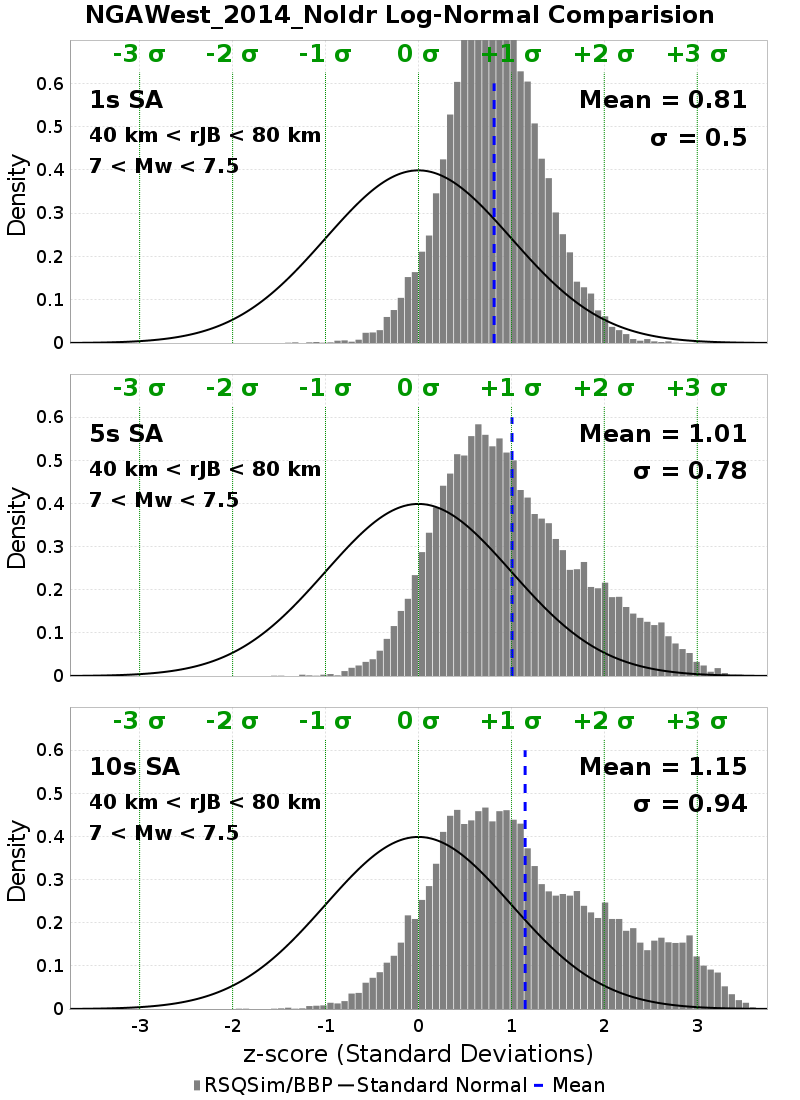 NGAWest_2014_NoIdr Log-Normal Comparision
-3 σ -2 σ -1 σ 0 σ +1 σ +2 σ +3 σ
1s SA
Mean = 0.81
40 km < rJB < 80 km
σ = 0.5
7 < Mw < 7.5
Density
0.6
0.5
0.4
0.3
0.2
0.1
0
-3 σ -2 σ -1 σ 0 σ +1 σ +2 σ +3 σ
5s SA
Mean = 1.01
40 km < rJB < 80 km
σ = 0.78
7 < Mw < 7.5
Density
0.6
0.5
0.4
0.3
0.2
0.1
0
-3 σ -2 σ -1 σ 0 σ +1 σ +2 σ +3 σ
10s SA
Mean = 1.15
40 km < rJB < 80 km
σ = 0.94
7 < Mw < 7.5
Density
0.6
0.5
0.4
0.3
0.2
0.1
0
-3 -2 -1 0 1 2 3
z-score (Standard Deviations)
RSQSim/BBP Standard Normal Mean